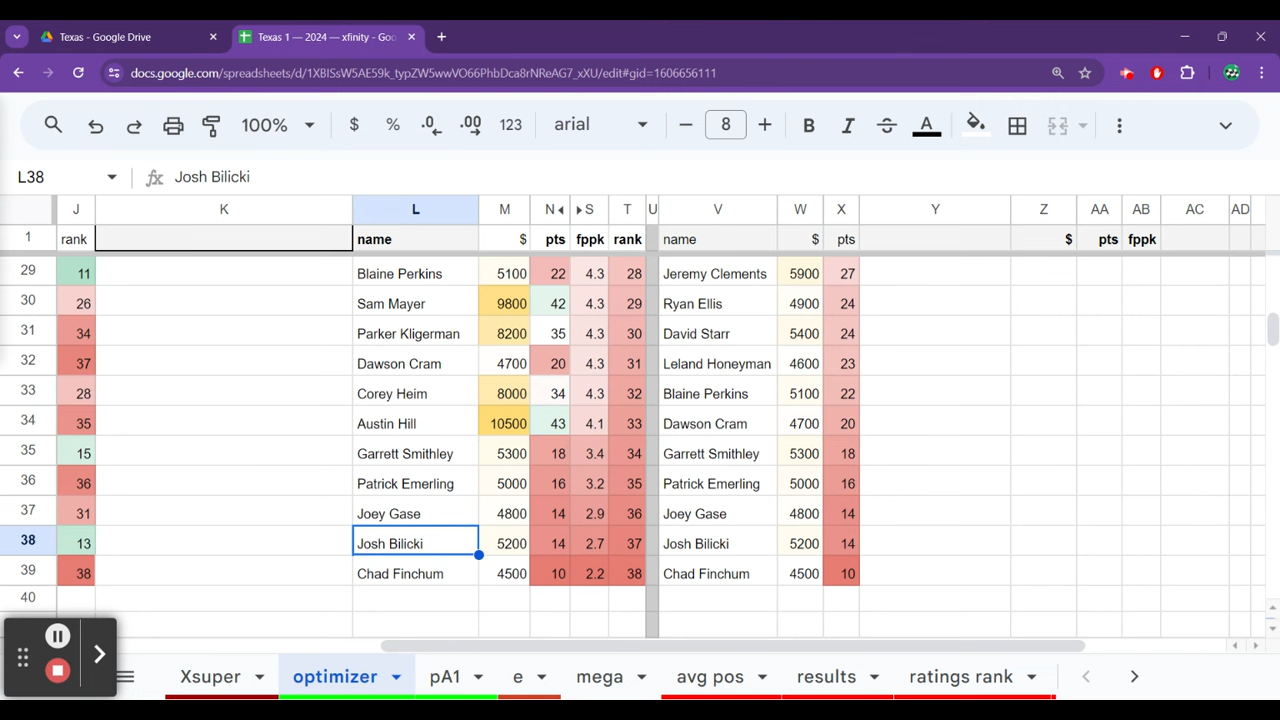 Texas - Google Drive
Texas 1 — 2024 — xfinity - Goo
docs.google.com/spreadsheets/d/1XBISsW5AE59k_typZW5wwVO66PhbDca8rNReAG7_xXU/edit#gid=1606656111
100% $ % .0 .00 123 arial 8 B I A
L38 fx Josh Bilicki
J K L M N S T U V W X Y Z AA AB AC AD
1 rank name $ pts fppk rank name $ pts $ pts fppk
29 11 Blaine Perkins 5100 22 4.3 28 Jeremy Clements 5900 27
30 26 Sam Mayer 9800 42 4.3 29 Ryan Ellis 4900 24
31 34 Parker Kligerman 8200 35 4.3 30 David Starr 5400 24
32 37 Dawson Cram 4700 20 4.3 31 Leland Honeyman 4600 23
33 28 Corey Heim 8000 34 4.3 32 Blaine Perkins 5100 22
34 35 Austin Hill 10500 43 4.1 33 Dawson Cram 4700 20
35 15 Garrett Smithley 5300 18 3.4 34 Garrett Smithley 5300 18
36 36 Patrick Emerling 5000 16 3.2 35 Patrick Emerling 5000 16
37 31 Joey Gase 4800 14 2.9 36 Joey Gase 4800 14
38 13 Josh Bilicki 5200 14 2.7 37 Josh Bilicki 5200 14
39 38 Chad Finchum 4500 10 2.2 38 Chad Finchum 4500 10
40
Xsuper optimizer pA1 e mega avg pos results ratings rank